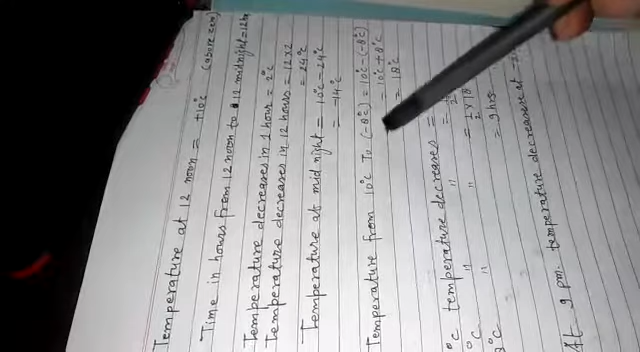 Temperature at 12 noon = +10°C (above zero)
Time in hours from 12 noon to 12 midnight = 12
Temperature decreases in 1 hour = 2°C
Temperature decreases in 12 hours = 12 x 2
= 24°C
Temperature at mid night = 10°C - 24°C
= -14°C
Temperature from 10°C To (-8°C) = 10°C - (-8°C)
= 10°C + 8°C
= 18°C
°C temperature decreases =
°C " " = 1/2 x 18
°C " " = 9 hrs
At 9 pm. temperature decreases at